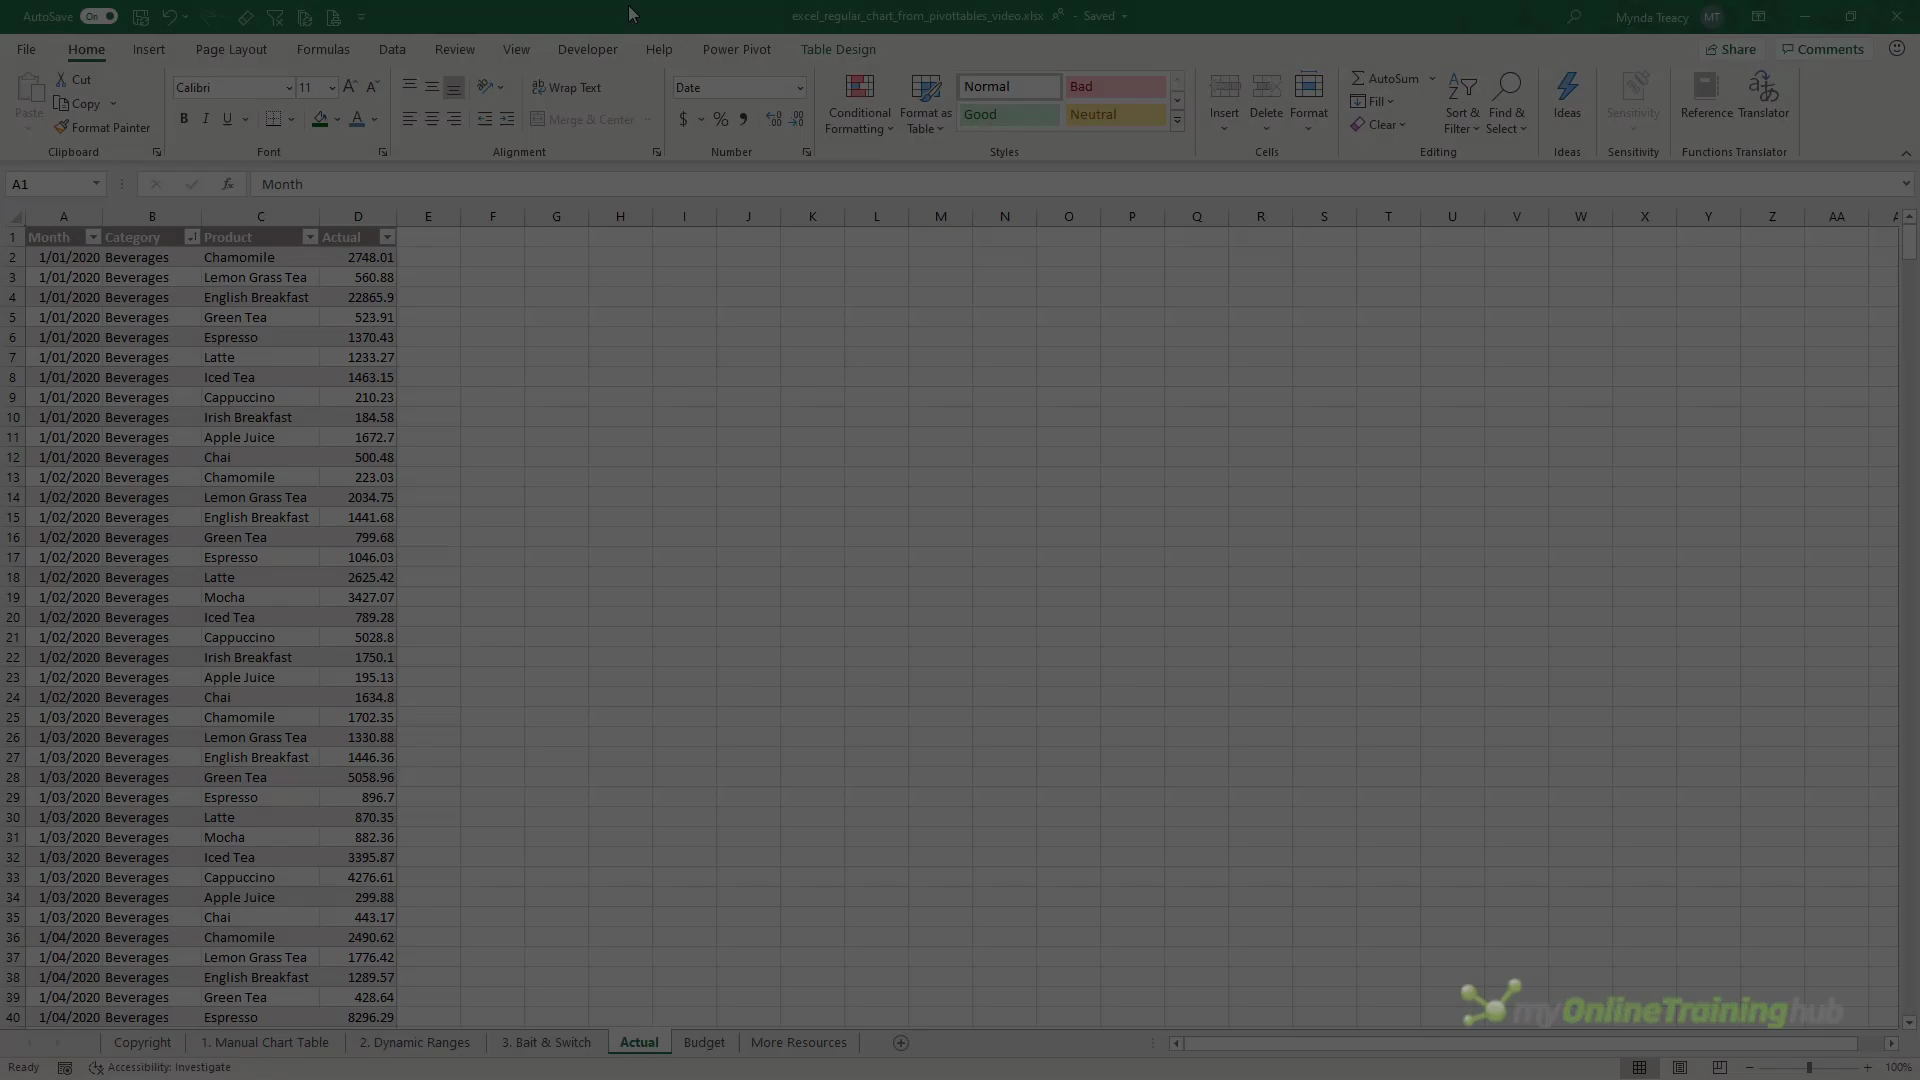 AutoSave On excel_regular_chart_from_pivottables_video.xlsx - Saved Mynda Treacy MT
File Home Insert Page Layout Formulas Data Review View Developer Help Power Pivot Table Design Share Comments
Paste Cut Copy Format Painter Clipboard
Calibri 11 B I U A A A Font
Wrap Text Merge & Center Alignment
Date $ % Number
Conditional Formatting Format as Table Normal Bad Good Neutral Styles
Insert Delete Format Cells
AutoSum Fill Clear Sort & Filter Find & Select Editing
Ideas Ideas
Sensitivity Sensitivity
Reference Translator Functions Translator
A1 fx Month
A B C D E F G H I J K L M N O P Q R S T U V W X Y Z AA
1 Month Category Product Actual
2 1/01/2020 Beverages Chamomile 2748.01
3 1/01/2020 Beverages Lemon Grass Tea 560.88
4 1/01/2020 Beverages English Breakfast 22865.9
5 1/01/2020 Beverages Green Tea 523.91
6 1/01/2020 Beverages Espresso 1370.43
7 1/01/2020 Beverages Latte 1233.27
8 1/01/2020 Beverages Iced Tea 1463.15
9 1/01/2020 Beverages Cappuccino 210.23
10 1/01/2020 Beverages Irish Breakfast 184.58
11 1/01/2020 Beverages Apple Juice 1672.7
12 1/01/2020 Beverages Chai 500.48
13 1/02/2020 Beverages Chamomile 223.03
14 1/02/2020 Beverages Lemon Grass Tea 2034.75
15 1/02/2020 Beverages English Breakfast 1441.68
16 1/02/2020 Beverages Green Tea 799.68
17 1/02/2020 Beverages Espresso 1046.03
18 1/02/2020 Beverages Latte 2625.42
19 1/02/2020 Beverages Mocha 3427.07
20 1/02/2020 Beverages Iced Tea 789.28
21 1/02/2020 Beverages Cappuccino 5028.8
22 1/02/2020 Beverages Irish Breakfast 1750.1
23 1/02/2020 Beverages Apple Juice 195.13
24 1/02/2020 Beverages Chai 1634.8
25 1/03/2020 Beverages Chamomile 1702.35
26 1/03/2020 Beverages Lemon Grass Tea 1330.88
27 1/03/2020 Beverages English Breakfast 1446.36
28 1/03/2020 Beverages Green Tea 5058.96
29 1/03/2020 Beverages Espresso 896.7
30 1/03/2020 Beverages Latte 870.35
31 1/03/2020 Beverages Mocha 882.36
32 1/03/2020 Beverages Iced Tea 3395.87
33 1/03/2020 Beverages Cappuccino 4276.61
34 1/03/2020 Beverages Apple Juice 299.88
35 1/03/2020 Beverages Chai 443.17
36 1/04/2020 Beverages Chamomile 2490.62
37 1/04/2020 Beverages Lemon Grass Tea 1776.42
38 1/04/2020 Beverages English Breakfast 1289.57
39 1/04/2020 Beverages Green Tea 428.64
40 1/04/2020 Beverages Espresso 8296.29
myOnlineTraininghub
Copyright 1. Manual Chart Table 2. Dynamic Ranges 3. Bait & Switch Actual Budget More Resources
Ready Accessibility: Investigate 100%